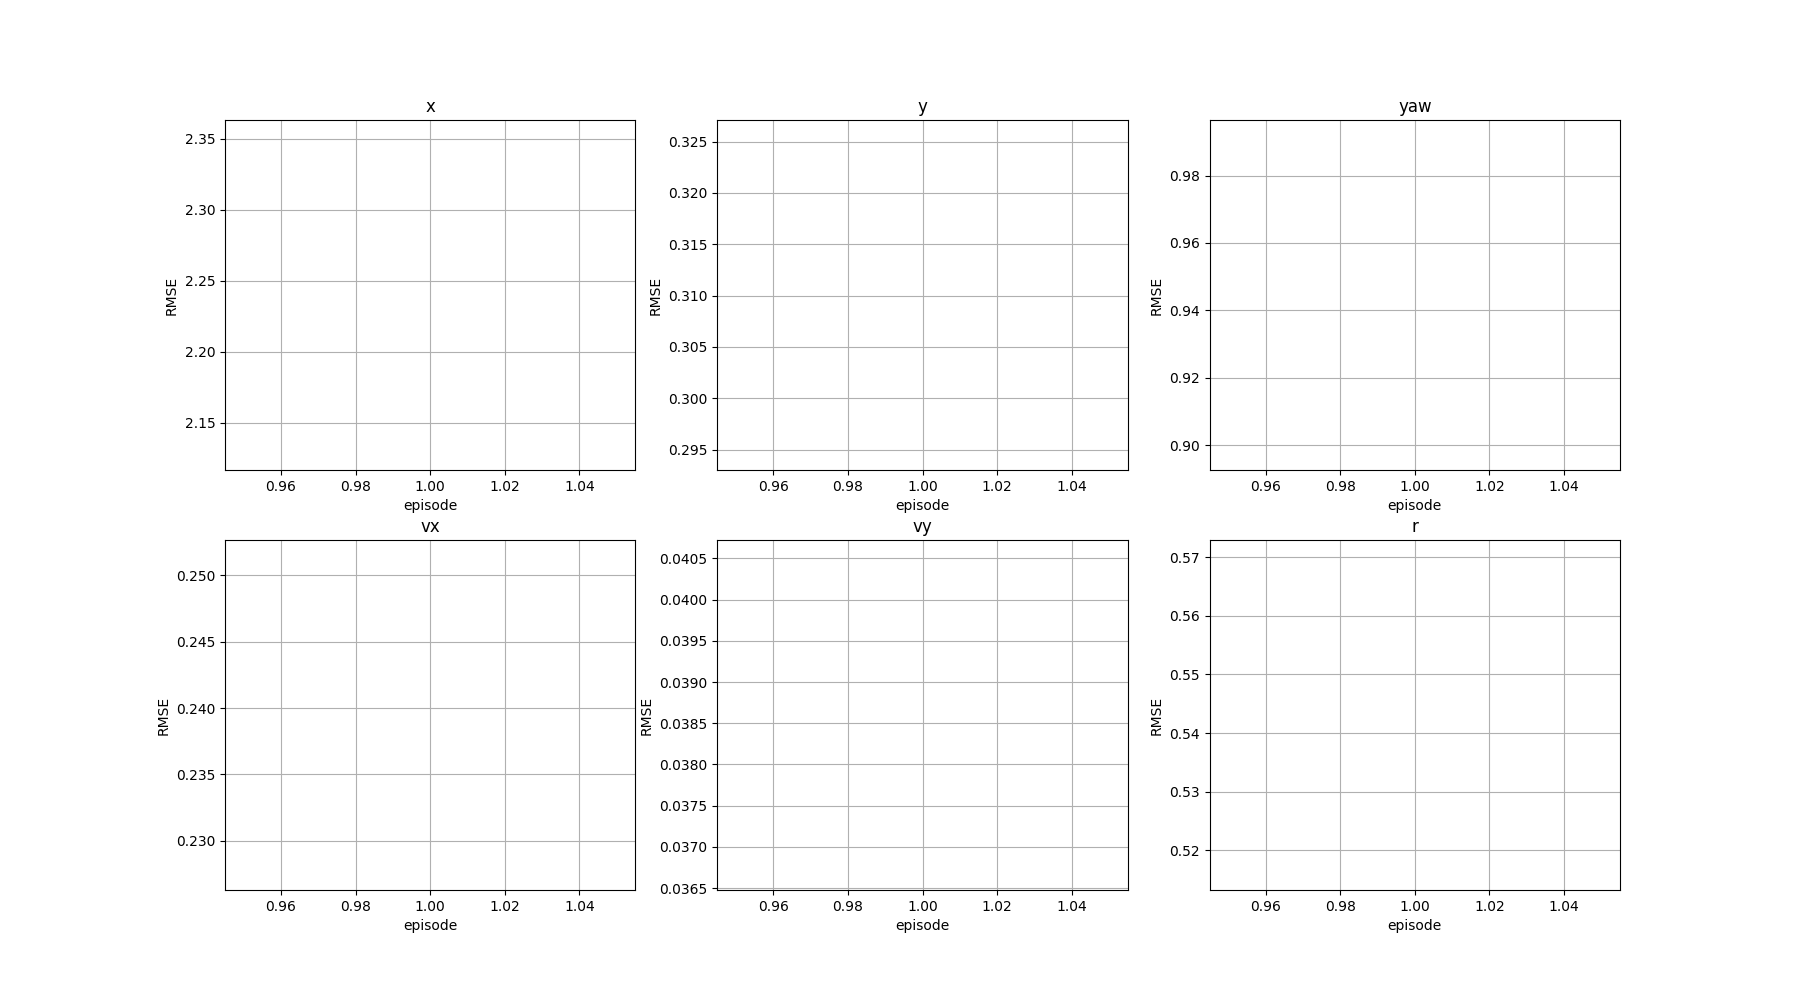 x
2.35
2.30
2.25
2.20
2.15
RMSE
0.96 0.98 1.00 1.02 1.04
episode
y
0.325
0.320
0.315
0.310
0.305
0.300
0.295
RMSE
0.96 0.98 1.00 1.02 1.04
episode
yaw
0.98
0.96
0.94
0.92
0.90
RMSE
0.96 0.98 1.00 1.02 1.04
episode
vx
0.250
0.245
0.240
0.235
0.230
RMSE
0.96 0.98 1.00 1.02 1.04
episode
vy
0.0405
0.0400
0.0395
0.0390
0.0385
0.0380
0.0375
0.0370
0.0365
RMSE
0.96 0.98 1.00 1.02 1.04
episode
r
0.57
0.56
0.55
0.54
0.53
0.52
RMSE
0.96 0.98 1.00 1.02 1.04
episode